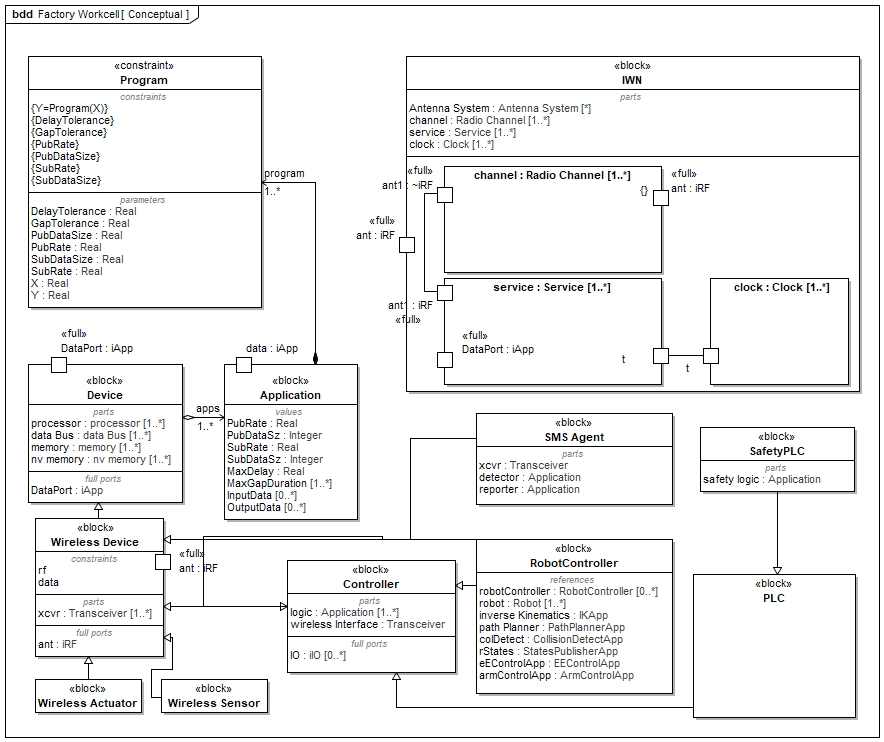 bdd Factory Workcell[ Conceptual ]
«constraint»
Program
constraints
{Y=Program(X)}
{DelayTolerance}
{GapTolerance}
{PubRate}
{PubDataSize}
{SubRate}
{SubDataSize}
parameters
DelayTolerance : Real
GapTolerance : Real
PubDataSize : Real
PubRate : Real
SubDataSize : Real
SubRate : Real
X : Real
Y : Real
program
1..*
«block»
IWN
parts
Antenna System : Antenna System [*]
channel : Radio Channel [1..*]
service : Service [1..*]
clock : Clock [1..*]
«full»
ant1 : ~iRF
channel : Radio Channel [1..*]
{}
«full»
ant : iRF
«full»
ant : iRF
ant1 : iRF
«full»
service : Service [1..*]
«full»
DataPort : iApp
t
t
clock : Clock [1..*]
«full»
DataPort : iApp
«block»
Device
parts
processor : processor [1..*]
data Bus : data Bus [1..*]
memory : memory [1..*]
nv memory : nv memory [1..*]
full ports
DataPort : iApp
apps
1..*
data : iApp
«block»
Application
values
PubRate : Real
PubDataSz : Integer
SubRate : Real
SubDataSz : Integer
MaxDelay : Real
MaxGapDuration [1..*]
InputData [0..*]
OutputData [0..*]
«block»
SMS Agent
parts
xcvr : Transceiver
detector : Application
reporter : Application
«block»
SafetyPLC
parts
safety logic : Application
«block»
Wireless Device
constraints
rf
data
parts
xcvr : Transceiver [1..*]
full ports
ant : iRF
«full»
ant : iRF
«block»
Controller
parts
logic : Application [1..*]
wireless Interface : Transceiver
full ports
IO : iIO [0..*]
«block»
RobotController
references
robotController : RobotController [0..*]
robot : Robot [1..*]
inverse Kinematics : IKApp
path Planner : PathPlannerApp
colDetect : CollisionDetectApp
rStates : StatesPublisherApp
eEControlApp : EEControlApp
armControlApp : ArmControlApp
«block»
PLC
«block»
Wireless Actuator
«block»
Wireless Sensor